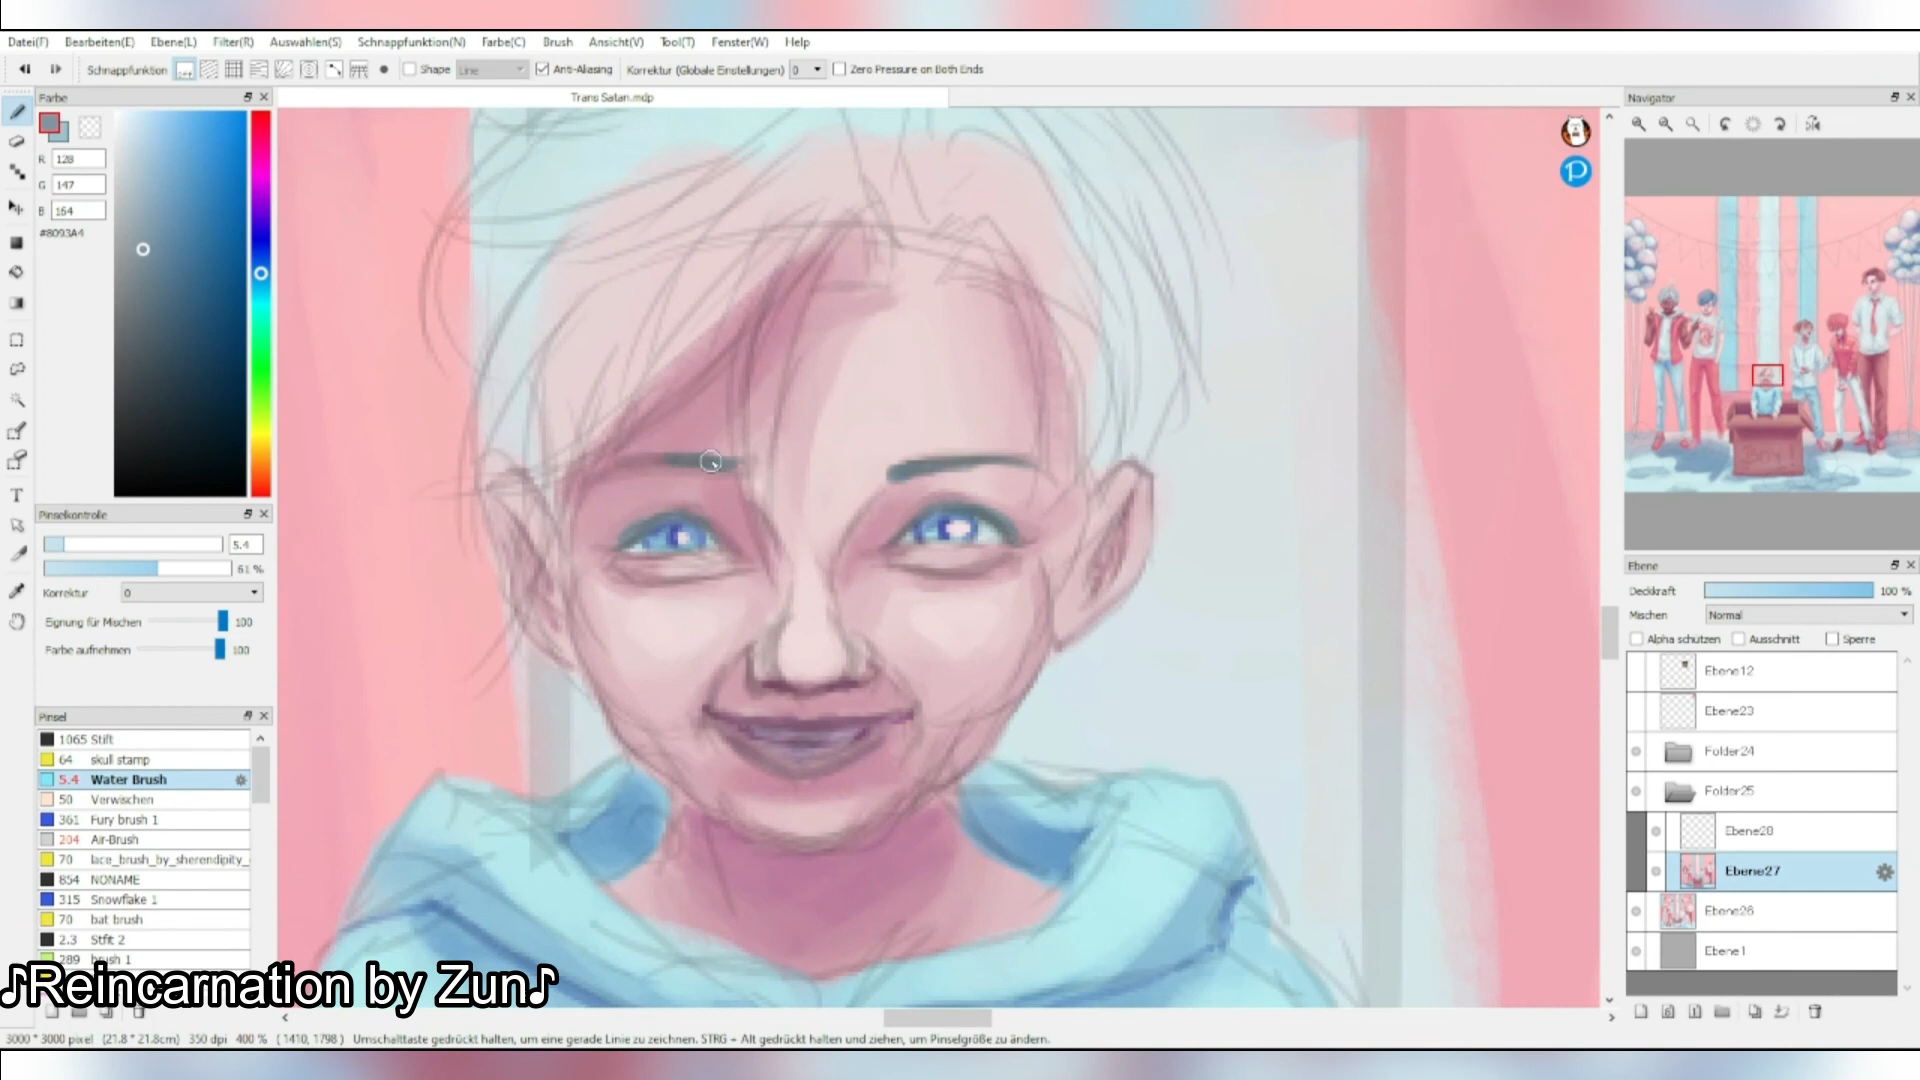 Datei(F) Bearbeiten(E) Ebene(L) Filter(R) Auswählen(S) Schnappfunktion(N) Farbe(C) Brush Ansicht(V) Tool(T) Fenster(W) Help
Schnappfunktion OFF Shape Line Anti-Aliasing Korrektur (Globale Einstellungen) 0 Zero Pressure on Both Ends
Farbe
Trans Satan.mdp
Navigator
R 128
G 147
B 164
#8093A4
Pinselkontrolle
5.4
61 %
Korrektur 0
Eignung für Mischen 100
Farbe aufnehmen 100
Pinsel
1065 Stift
64 skull stamp
5.4 Water Brush
50 Verwischen
361 Fury brush 1
204 Air-Brush
70 lace_brush_by_sherendipity_
854 NONAME
315 Snowflake 1
70 bat brush
2.3 Stfit 2
289 brush 1
Ebene
Deckkraft 100 %
Mischen Normal
Alpha schützen Ausschnitt Sperre
Ebene12
Ebene23
Folder24
Folder25
Ebene28
Ebene27
Ebene26
Ebene1
♪Reincarnation by Zun♪
3000 * 3000 pixel (21.8 * 21.8cm) 350 dpi 400 % ( 1410, 1798 ) Umschalttaste gedrückt halten, um eine gerade Linie zu zeichnen. STRG + Alt gedrückt halten und ziehen, um Pinselgröße zu ändern.